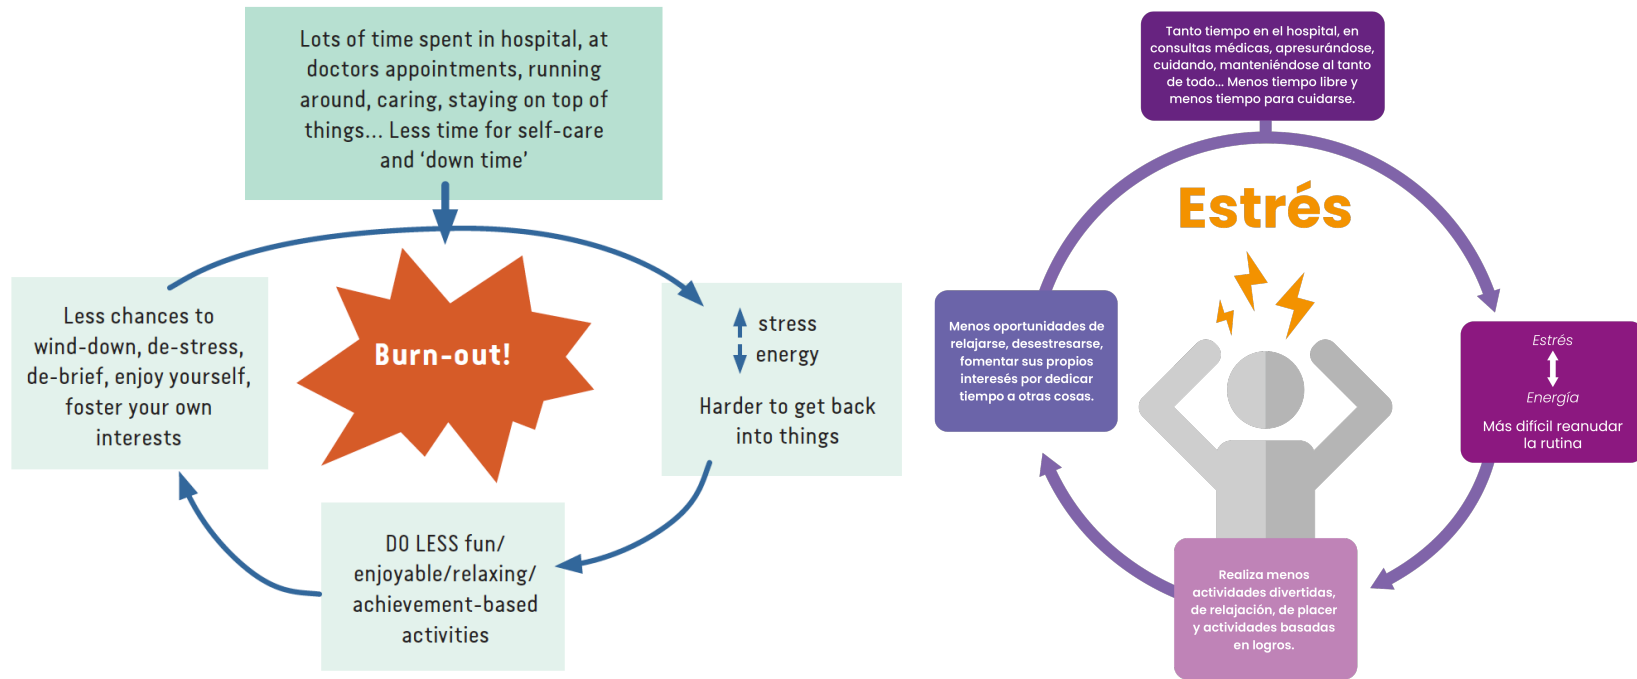 Lots of time spent in hospital, at
doctors appointments, running
around, caring, staying on top of
things... Less time for self-care
and ‘down time’
Less chances to
wind-down, de-stress,
de-brief, enjoy yourself,
foster your own
interests
Burn-out!
stress
energy
Harder to get back
into things
DO LESS fun/
enjoyable/relaxing/
achievement-based
activities
Tanto tiempo en el hospital, en
consultas médicas, apresurándose,
cuidando, manteniéndose al tanto
de todo... Menos tiempo libre y
menos tiempo para cuidarse.
Estrés
Menos oportunidades de
relajarse, desestresarse,
fomentar sus propios
interesés por dedicar
tiempo a otras cosas.
Estrés
Energía
Más difícil reanudar
la rutina
Realiza menos
actividades divertidas,
de relajación, de placer
y actividades basadas
en logros.